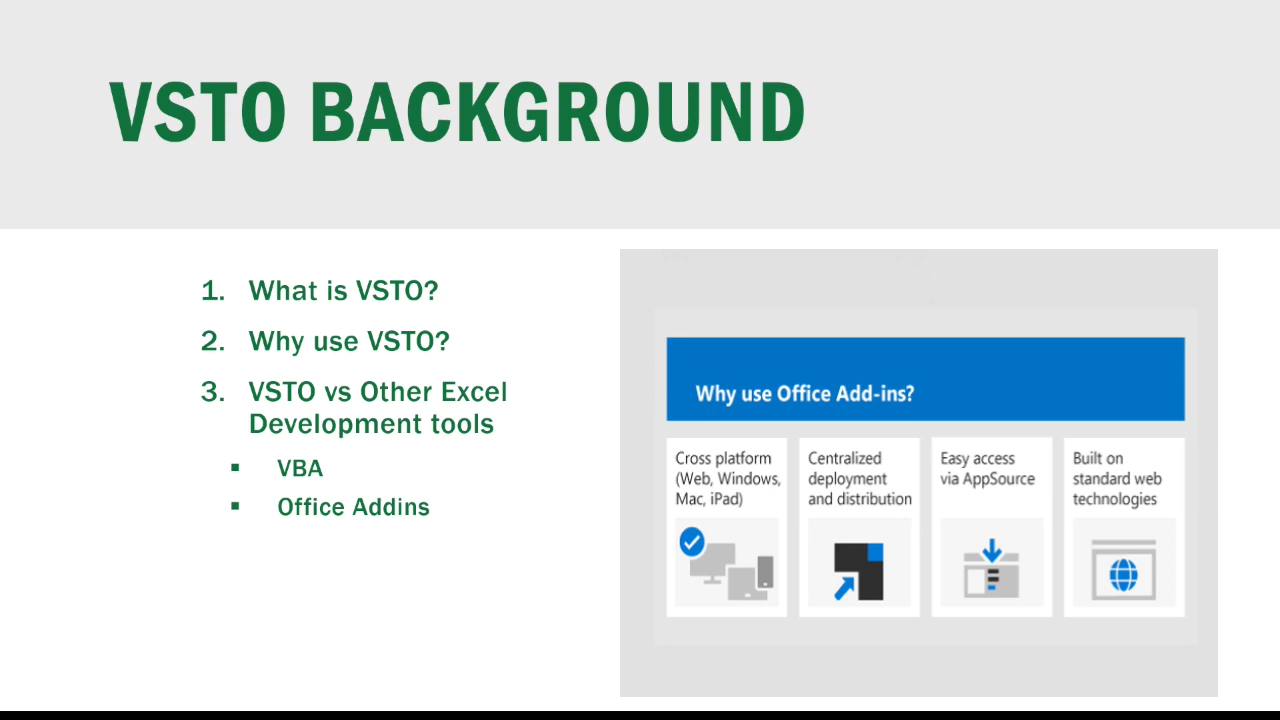 VSTO BACKGROUND
1. What is VSTO?
2. Why use VSTO?
3. VSTO vs Other Excel
Development tools
▪ VBA
▪ Office Addins
Why use Office Add-ins?
Cross platform
(Web, Windows,
Mac, iPad)
Centralized
deployment
and distribution
Easy access
via AppSource
Built on
standard web
technologies